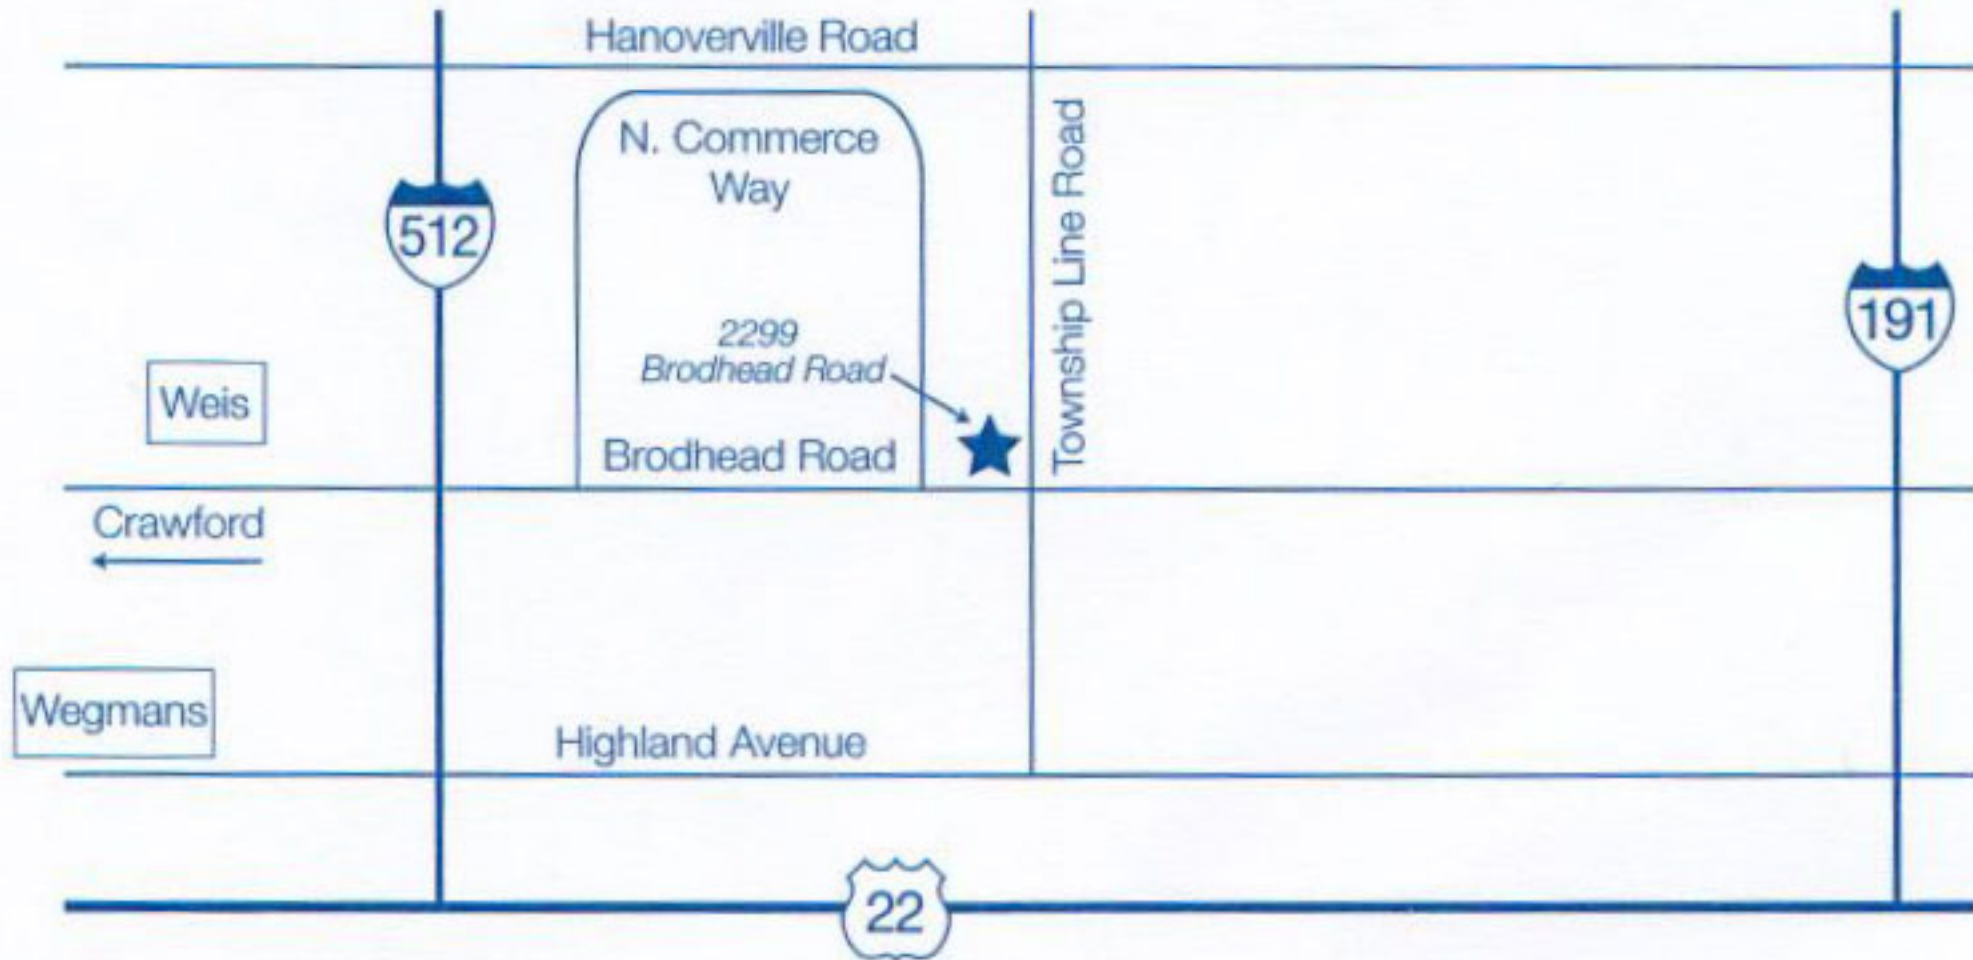 Hanoverville Road
N. Commerce
Way
Township Line Road
512
191
2299
Brodhead Road
Weis
Brodhead Road
Crawford
Wegmans
Highland Avenue
22